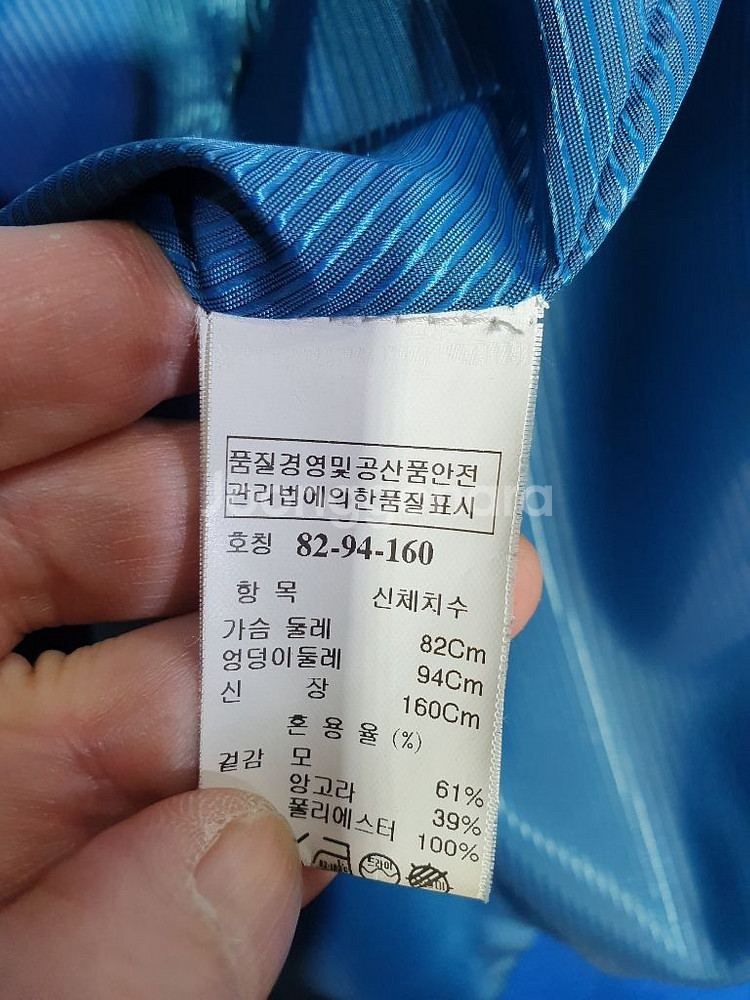 품질경영및공산품안전
관리법에의한품질표시
호칭 82-94-160
항 목 신체치수
가슴 둘레 82Cm
엉덩이둘레 94Cm
신 장 160Cm
혼 용 율 (%)
겉감 모 61%
앙고라 39%
폴리에스터 100%
드라이